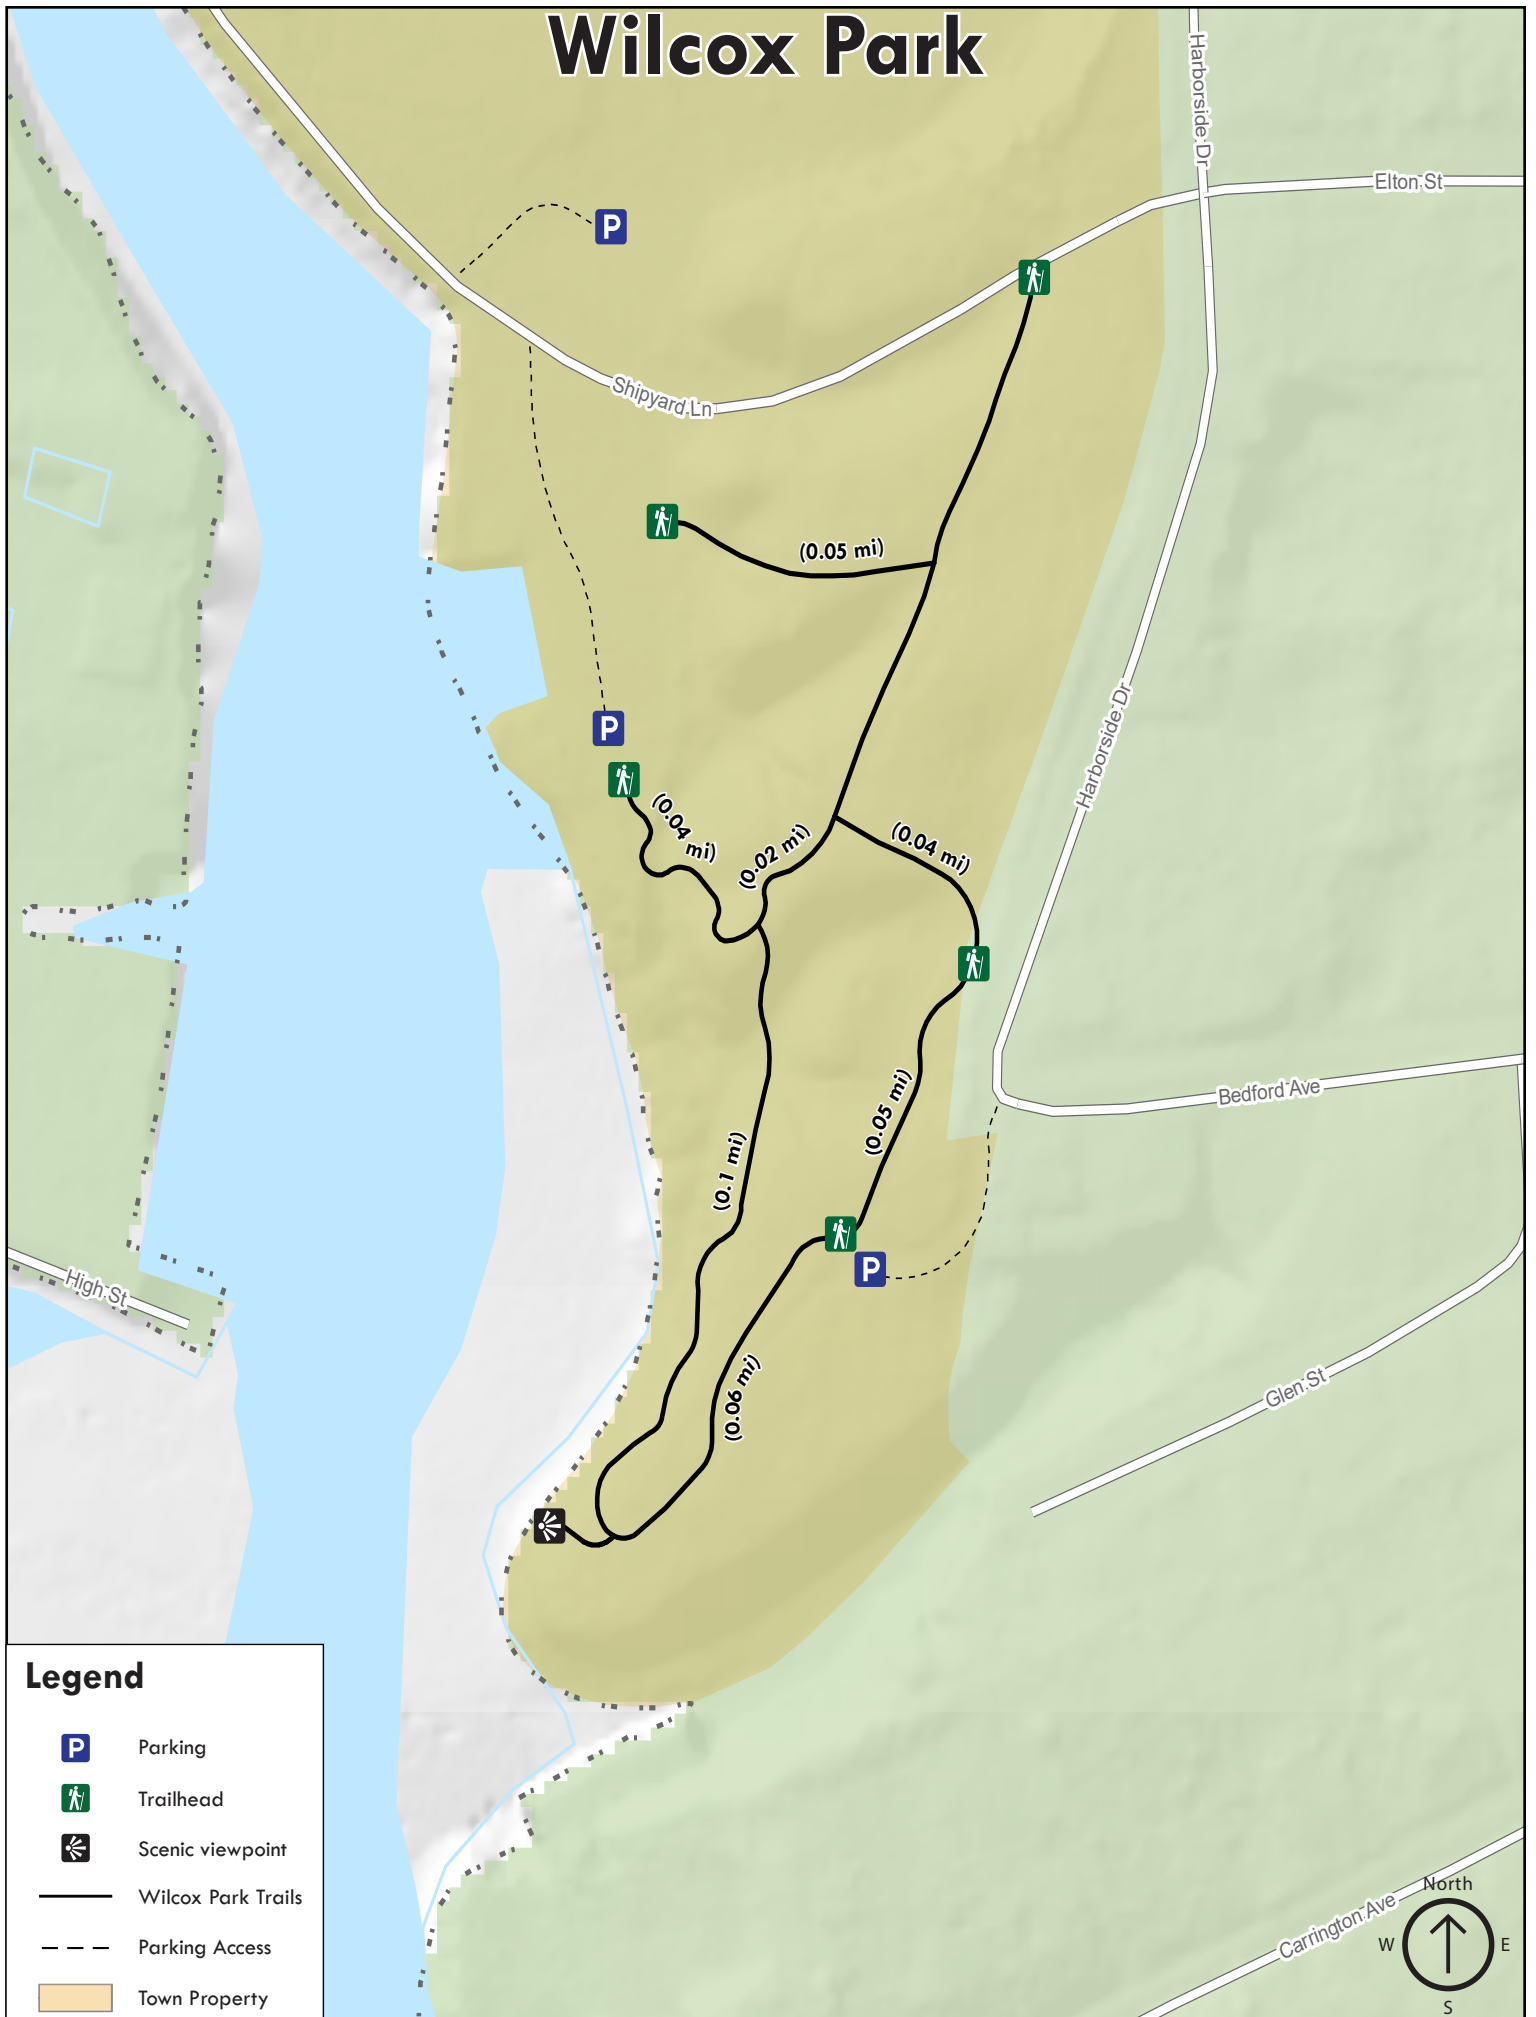 Wilcox Park
Harborside Dr
Elton St
P
Shipyard Ln
(0.05 mi)
Harborside Dr
P
(0.04
mi)
(0.02 mi)
(0.04 mi)
(0.05 mi)
Bedford Ave
(0.1 mi)
P
High St
(0.06 mi)
Glen St
Legend
P Parking
Trailhead
Scenic viewpoint
Wilcox Park Trails
Parking Access
Town Property
Carrington Ave
North
W E
S